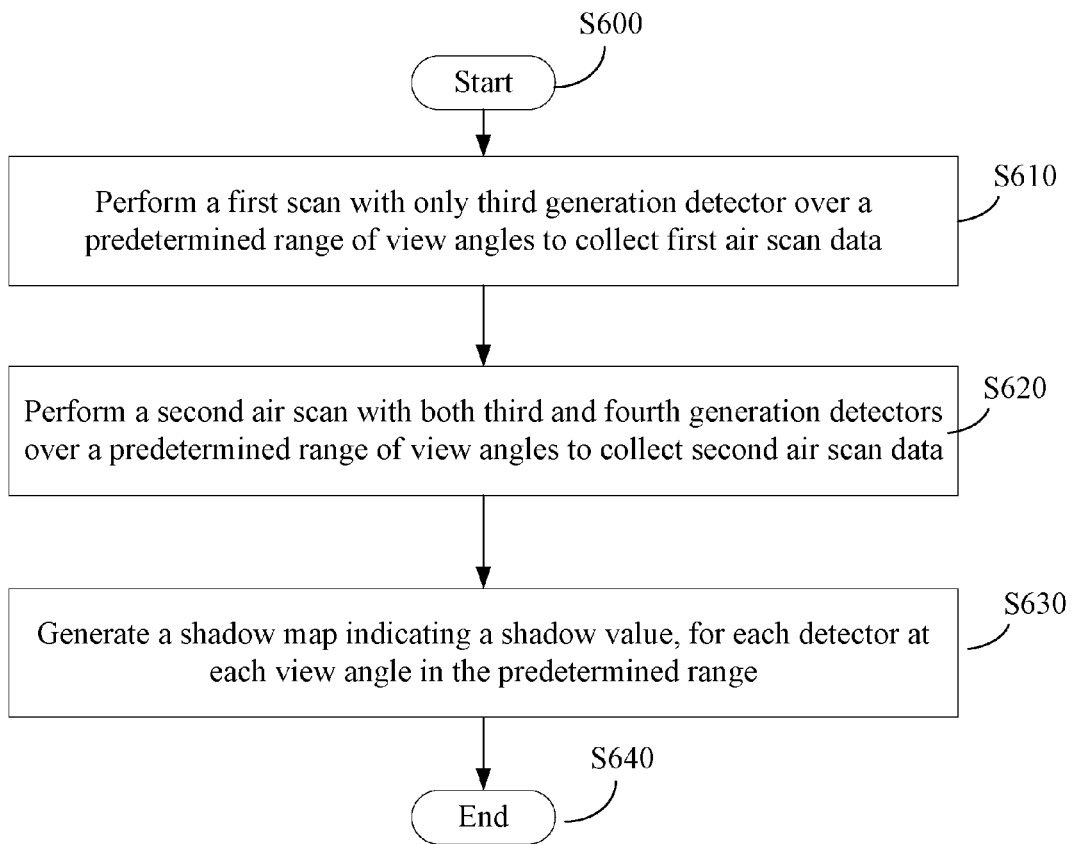 S600
Start
S610
Perform a first scan with only third generation detector over a
predetermined range of view angles to collect first air scan data
S620
Perform a second air scan with both third and fourth generation detectors
over a predetermined range of view angles to collect second air scan data
S630
Generate a shadow map indicating a shadow value, for each detector at
each view angle in the predetermined range
S640
End